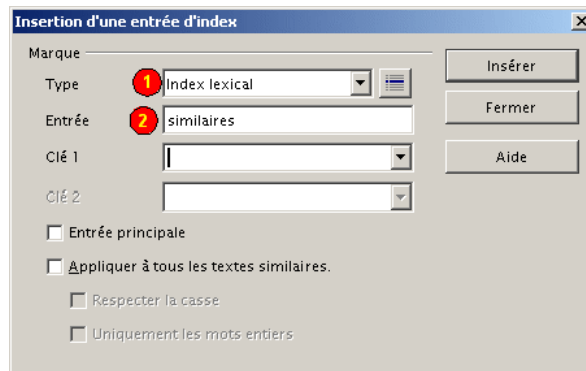 Insertion d'une entrée d'index
Marque
Insérer
Type 1 Index lexical
Fermer
Entrée 2 similaires
Clé 1
Aide
Clé 2
Entrée principale
Appliquer à tous les textes similaires.
Respecter la casse
Uniquement les mots entiers